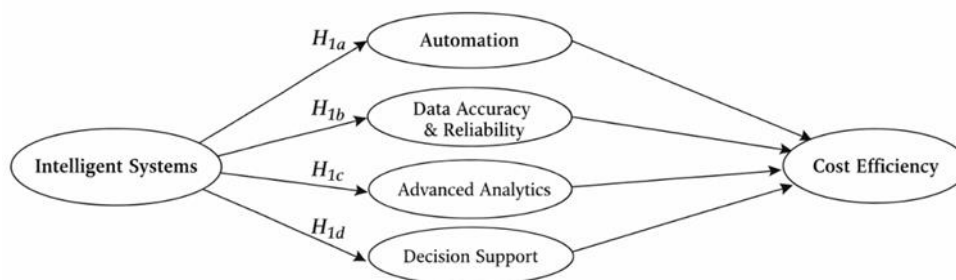 H1a
Automation
H1b
Data Accuracy
& Reliability
Intelligent Systems
Cost Efficiency
H1c
Advanced Analytics
H1d
Decision Support